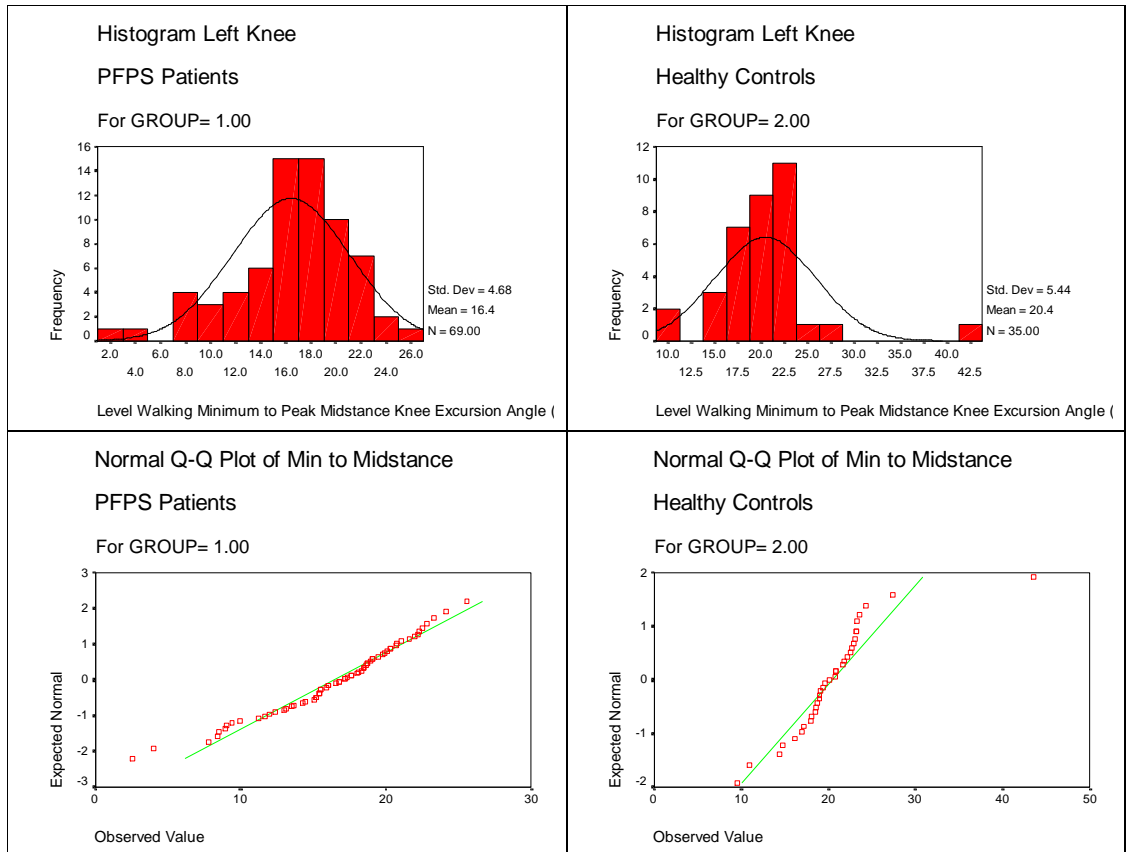 Histogram Left Knee
PFPS Patients
For GROUP= 1.00
16
14
12
10
8
6
4
2
0
Frequency
2.0 6.0 10.0 14.0 18.0 22.0 26.0
4.0 8.0 12.0 16.0 20.0 24.0
Std. Dev = 4.68
Mean = 16.4
N = 69.00
Level Walking Minimum to Peak Midstance Knee Excursion Angle (
Histogram Left Knee
Healthy Controls
For GROUP= 2.00
12
10
8
6
4
2
0
Frequency
10.0 15.0 20.0 25.0 30.0 35.0 40.0
12.5 17.5 22.5 27.5 32.5 37.5 42.5
Std. Dev = 5.44
Mean = 20.4
N = 35.00
Level Walking Minimum to Peak Midstance Knee Excursion Angle (
Normal Q-Q Plot of Min to Midstance
PFPS Patients
For GROUP= 1.00
3
2
1
0
-1
-2
-3
Expected Normal
0 10 20 30
Observed Value
Normal Q-Q Plot of Min to Midstance
Healthy Controls
For GROUP= 2.00
2
1
0
-1
-2
Expected Normal
0 10 20 30 40 50
Observed Value